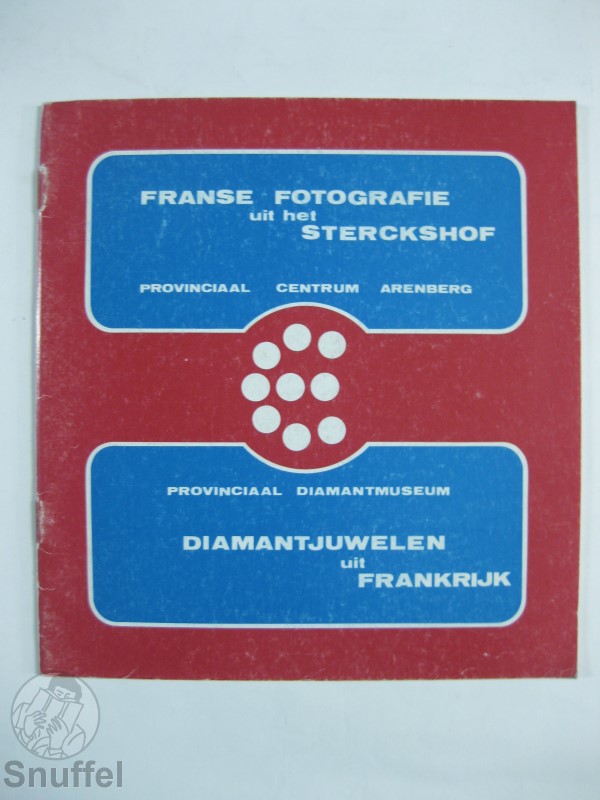 FRANSE FOTOGRAFIE
uit het
STERCKSHOF
PROVINCIAAL CENTRUM ARENBERG
PROVINCIAAL DIAMANTMUSEUM
DIAMANTJUWELEN
uit
FRANKRIJK
Snuffel